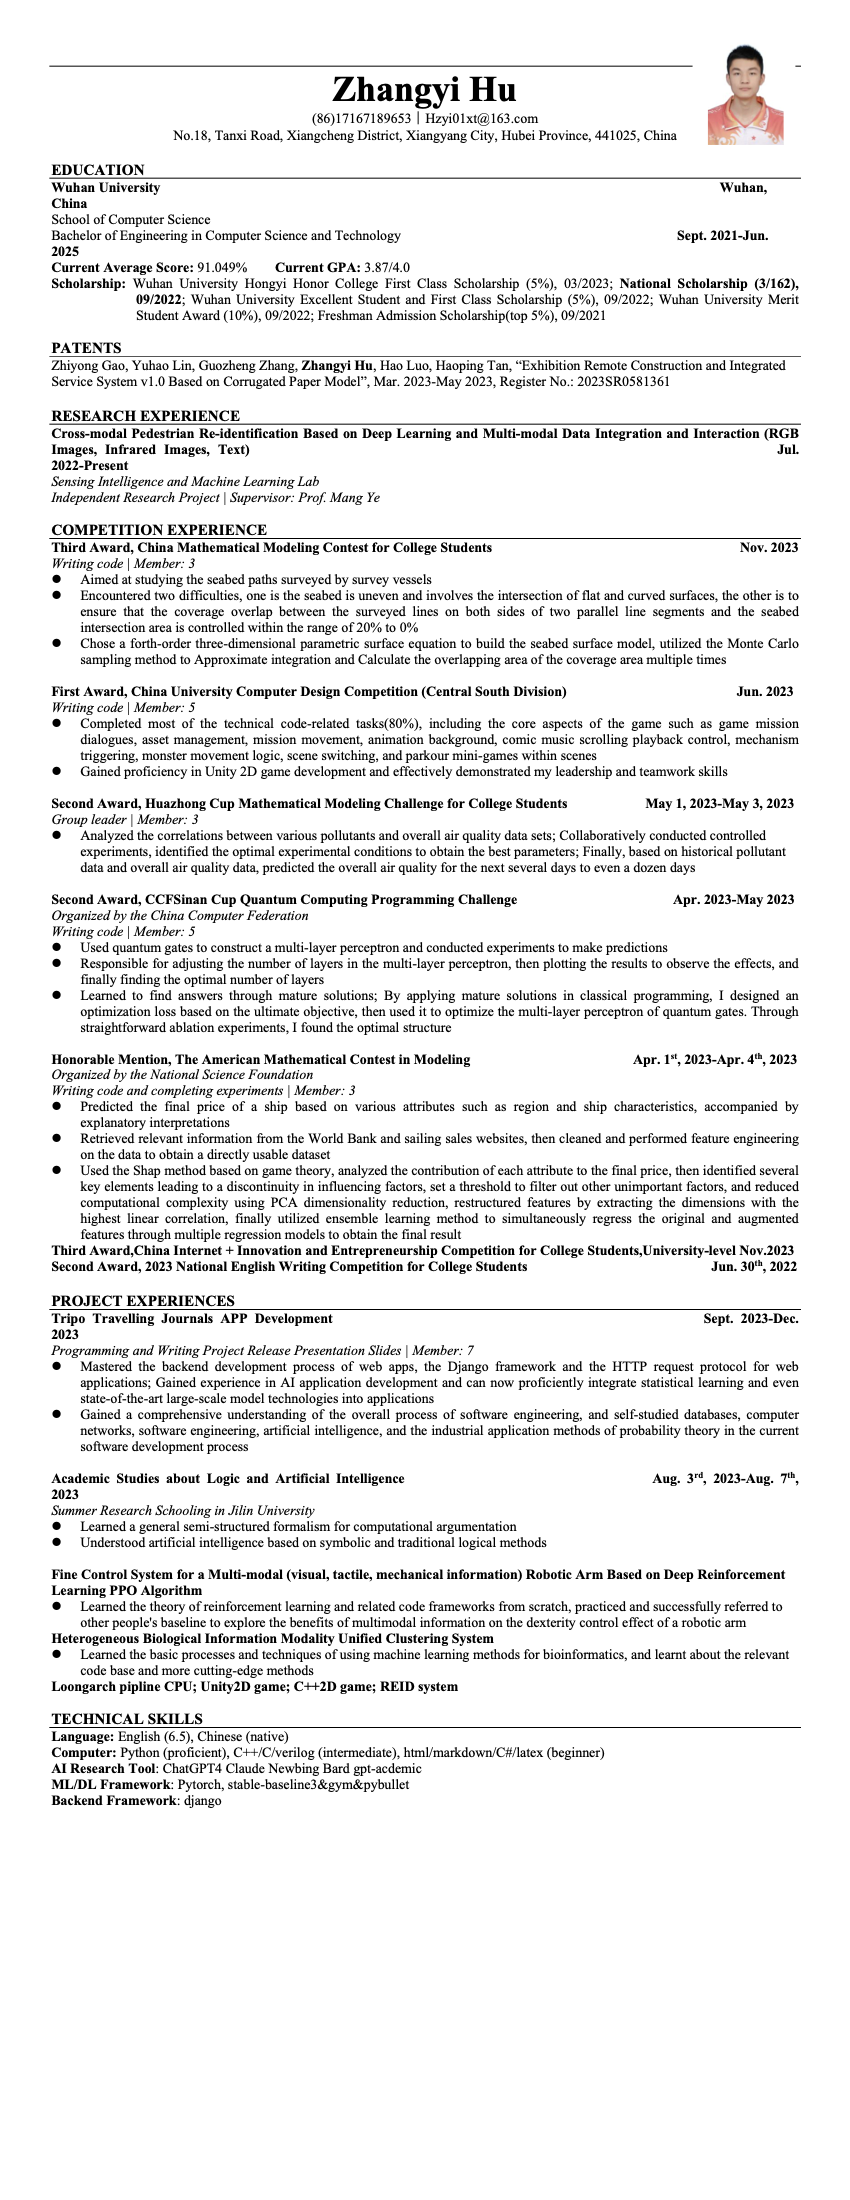 Zhangyi Hu
(86)17167189653 | Hzyi01xt@163.com
No.18, Tanxi Road, Xiangcheng District, Xiangyang City, Hubei Province, 441025, China
EDUCATION
Wuhan University Wuhan,
China
School of Computer Science
Bachelor of Engineering in Computer Science and Technology Sept. 2021-Jun.
2025
Current Average Score: 91.049% Current GPA: 3.87/4.0
Scholarship: Wuhan University Hongyi Honor College First Class Scholarship (5%), 03/2023; National Scholarship (3/162),
09/2022; Wuhan University Excellent Student and First Class Scholarship (5%), 09/2022; Wuhan University Merit
Student Award (10%), 09/2022; Freshman Admission Scholarship(top 5%), 09/2021
PATENTS
Zhiyong Gao, Yuhao Lin, Guozheng Zhang, Zhangyi Hu, Hao Luo, Haoping Tan, “Exhibition Remote Construction and Integrated
Service System v1.0 Based on Corrugated Paper Model”, Mar. 2023-May 2023, Register No.: 2023SR0581361
RESEARCH EXPERIENCE
Cross-modal Pedestrian Re-identification Based on Deep Learning and Multi-modal Data Integration and Interaction (RGB
Images, Infrared Images, Text) Jul.
2022-Present
Sensing Intelligence and Machine Learning Lab
Independent Research Project | Supervisor: Prof. Mang Ye
COMPETITION EXPERIENCE
Third Award, China Mathematical Modeling Contest for College Students Nov. 2023
Writing code | Member: 3
● Aimed at studying the seabed paths surveyed by survey vessels
● Encountered two difficulties, one is the seabed is uneven and involves the intersection of flat and curved surfaces, the other is to
ensure that the coverage overlap between the surveyed lines on both sides of two parallel line segments and the seabed
intersection area is controlled within the range of 20% to 0%
● Chose a forth-order three-dimensional parametric surface equation to build the seabed surface model, utilized the Monte Carlo
sampling method to Approximate integration and Calculate the overlapping area of the coverage area multiple times
First Award, China University Computer Design Competition (Central South Division) Jun. 2023
Writing code | Member: 5
● Completed most of the technical code-related tasks(80%), including the core aspects of the game such as game mission
dialogues, asset management, mission movement, animation background, comic music scrolling playback control, mechanism
triggering, monster movement logic, scene switching, and parkour mini-games within scenes
● Gained proficiency in Unity 2D game development and effectively demonstrated my leadership and teamwork skills
Second Award, Huazhong Cup Mathematical Modeling Challenge for College Students May 1, 2023-May 3, 2023
Group leader | Member: 3
● Analyzed the correlations between various pollutants and overall air quality data sets; Collaboratively conducted controlled
experiments, identified the optimal experimental conditions to obtain the best parameters; Finally, based on historical pollutant
data and overall air quality data, predicted the overall air quality for the next several days to even a dozen days
Second Award, CCFSinan Cup Quantum Computing Programming Challenge Apr. 2023-May 2023
Organized by the China Computer Federation
Writing code | Member: 5
● Used quantum gates to construct a multi-layer perceptron and conducted experiments to make predictions
● Responsible for adjusting the number of layers in the multi-layer perceptron, then plotting the results to observe the effects, and
finally finding the optimal number of layers
● Learned to find answers through mature solutions; By applying mature solutions in classical programming, I designed an
optimization loss based on the ultimate objective, then used it to optimize the multi-layer perceptron of quantum gates. Through
straightforward ablation experiments, I found the optimal structure
Honorable Mention, The American Mathematical Contest in Modeling Apr. 1st, 2023-Apr. 4th, 2023
Organized by the National Science Foundation
Writing code and completing experiments | Member: 3
● Predicted the final price of a ship based on various attributes such as region and ship characteristics, accompanied by
explanatory interpretations
● Retrieved relevant information from the World Bank and sailing sales websites, then cleaned and performed feature engineering
on the data to obtain a directly usable dataset
● Used the Shap method based on game theory, analyzed the contribution of each attribute to the final price, then identified several
key elements leading to a discontinuity in influencing factors, set a threshold to filter out other unimportant factors, and reduced
computational complexity using PCA dimensionality reduction, restructured features by extracting the dimensions with the
highest linear correlation, finally utilized ensemble learning method to simultaneously regress the original and augmented
features through multiple regression models to obtain the final result
Third Award,China Internet + Innovation and Entrepreneurship Competition for College Students,University-level Nov.2023
Second Award, 2023 National English Writing Competition for College Students Jun. 30th, 2022
PROJECT EXPERIENCES
Tripo Travelling Journals APP Development Sept. 2023-Dec.
2023
Programming and Writing Project Release Presentation Slides | Member: 7
● Mastered the backend development process of web apps, the Django framework and the HTTP request protocol for web
applications; Gained experience in AI application development and can now proficiently integrate statistical learning and even
state-of-the-art large-scale model technologies into applications
● Gained a comprehensive understanding of the overall process of software engineering, and self-studied databases, computer
networks, software engineering, artificial intelligence, and the industrial application methods of probability theory in the current
software development process
Academic Studies about Logic and Artificial Intelligence Aug. 3rd, 2023-Aug. 7th,
2023
Summer Research Schooling in Jilin University
● Learned a general semi-structured formalism for computational argumentation
● Understood artificial intelligence based on symbolic and traditional logical methods
Fine Control System for a Multi-modal (visual, tactile, mechanical information) Robotic Arm Based on Deep Reinforcement
Learning PPO Algorithm
● Learned the theory of reinforcement learning and related code frameworks from scratch, practiced and successfully referred to
other people's baseline to explore the benefits of multimodal information on the dexterity control effect of a robotic arm
Heterogeneous Biological Information Modality Unified Clustering System
● Learned the basic processes and techniques of using machine learning methods for bioinformatics, and learnt about the relevant
code base and more cutting-edge methods
Loongarch pipline CPU; Unity2D game; C++2D game; REID system
TECHNICAL SKILLS
Language: English (6.5), Chinese (native)
Computer: Python (proficient), C++/C/verilog (intermediate), html/markdown/C#/latex (beginner)
AI Research Tool: ChatGPT4 Claude Newbing Bard gpt-acdemic
ML/DL Framework: Pytorch, stable-baseline3&gym&pybullet
Backend Framework: django